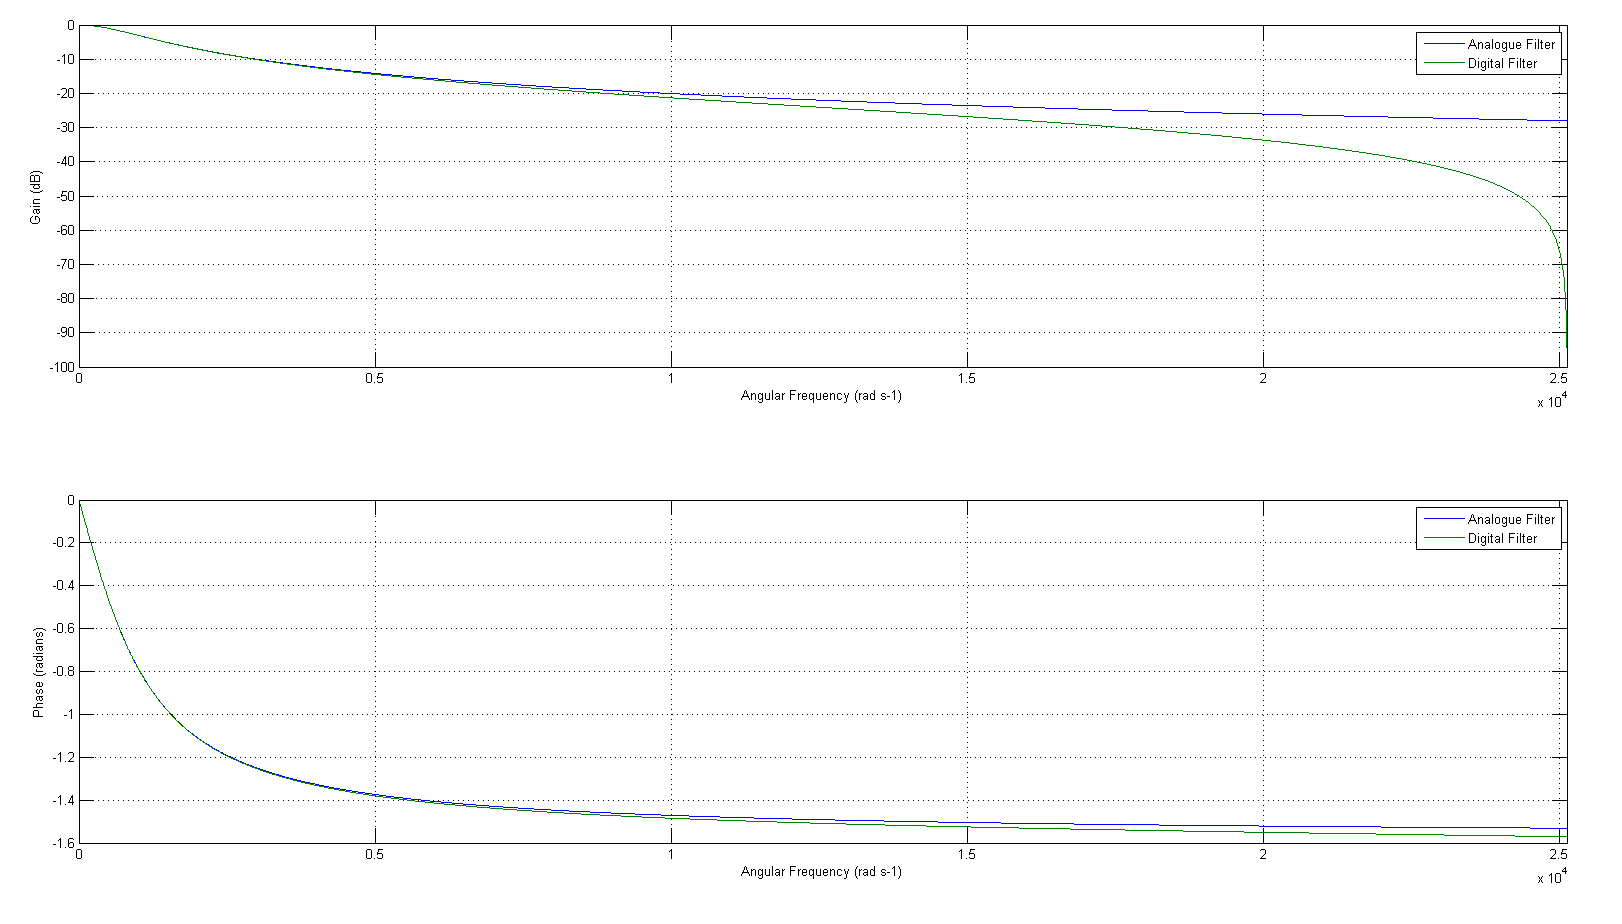 0
-10
-20
-30
-40
-50
-60
-70
-80
-90
-100
Gain (dB)
Analogue Filter
Digital Filter
0 0.5 1 1.5 2 2.5
Angular Frequency (rad s-1)
x 10^4
0
-0.2
-0.4
-0.6
-0.8
-1
-1.2
-1.4
-1.6
Phase (radians)
Analogue Filter
Digital Filter
0 0.5 1 1.5 2 2.5
Angular Frequency (rad s-1)
x 10^4